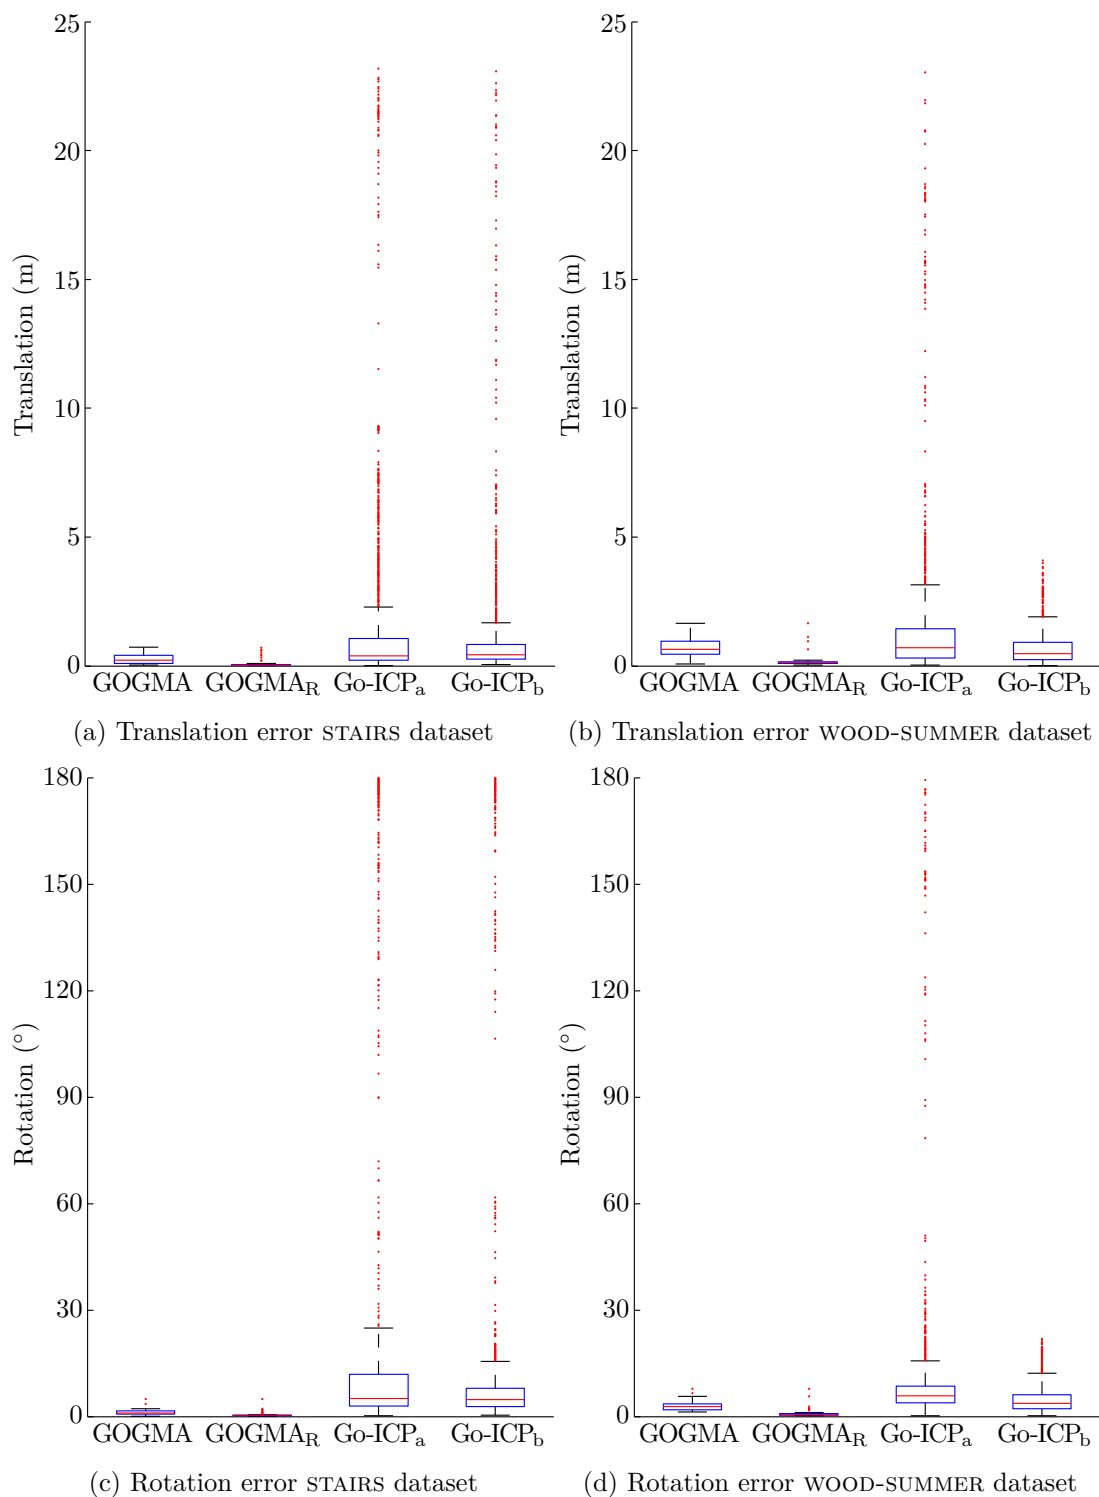 25
20
15
10
5
0
Translation (m)
GOGMA GOGMA_R Go-ICP_a Go-ICP_b
(a) Translation error STAIRS dataset
25
20
15
10
5
0
Translation (m)
GOGMA GOGMA_R Go-ICP_a Go-ICP_b
(b) Translation error WOOD-SUMMER dataset
180
150
120
90
60
30
0
Rotation (°)
GOGMA GOGMA_R Go-ICP_a Go-ICP_b
(c) Rotation error STAIRS dataset
180
150
120
90
60
30
0
Rotation (°)
GOGMA GOGMA_R Go-ICP_a Go-ICP_b
(d) Rotation error WOOD-SUMMER dataset